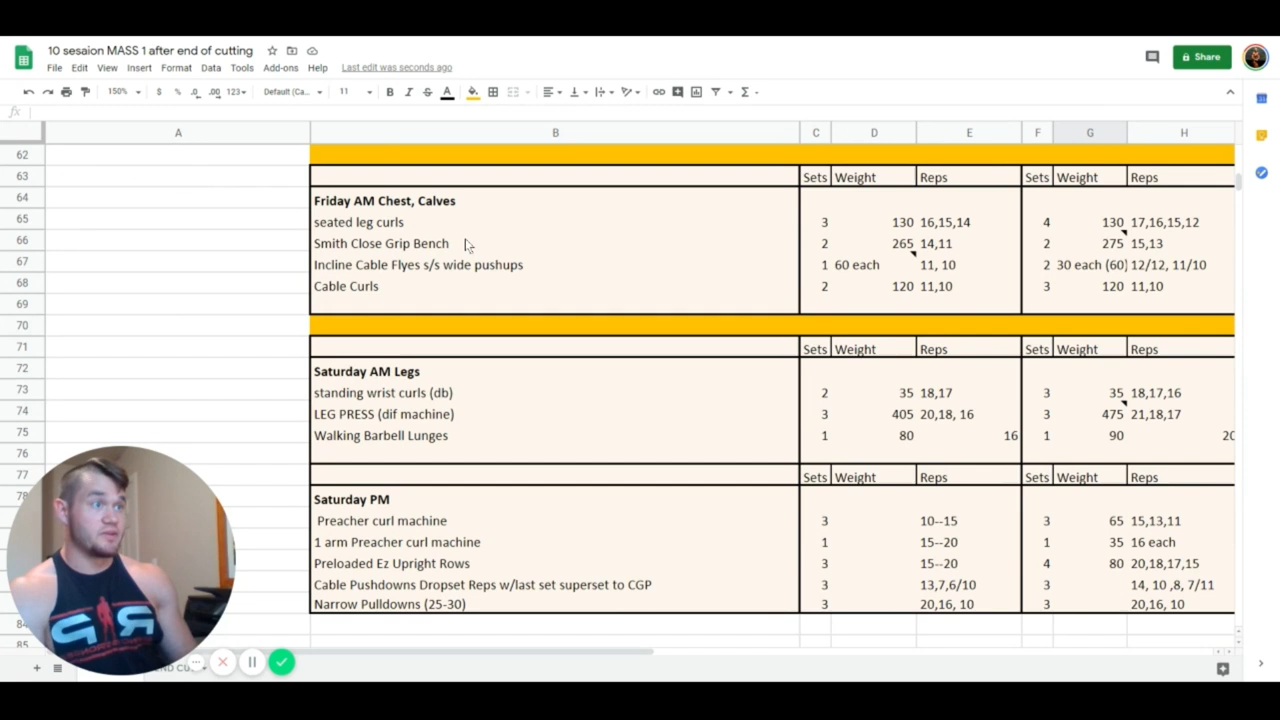 10 sesaion MASS 1 after end of cutting
File Edit View Insert Format Data Tools Add-ons Help Last edit was seconds ago
Share
150% $ % .0 .00 123 Default (Ca... 11 B I S A
fx
A B C D E F G H
62
63 Sets Weight Reps Sets Weight Reps
64 Friday AM Chest, Calves
65 seated leg curls 3 130 16,15,14 4 130 17,16,15,12
66 Smith Close Grip Bench 2 265 14,11 2 275 15,13
67 Incline Cable Flyes s/s wide pushups 1 60 each 11, 10 2 30 each (60) 12/12, 11/10
68 Cable Curls 2 120 11,10 3 120 11,10
69
70
71 Sets Weight Reps Sets Weight Reps
72 Saturday AM Legs
73 standing wrist curls (db) 2 35 18,17 3 35 18,17,16
74 LEG PRESS (dif machine) 3 405 20,18, 16 3 475 21,18,17
75 Walking Barbell Lunges 1 80 16 1 90 20
76
77 Sets Weight Reps Sets Weight Reps
78 Saturday PM
Preacher curl machine 3 10--15 3 65 15,13,11
1 arm Preacher curl machine 1 15--20 1 35 16 each
Preloaded Ez Upright Rows 3 15--20 4 80 20,18,17,15
Cable Pushdowns Dropset Reps w/last set superset to CGP 3 13,7,6/10 3 14, 10 ,8, 7/11
Narrow Pulldowns (25-30) 3 20,16, 10 3 20,16, 10
84
85